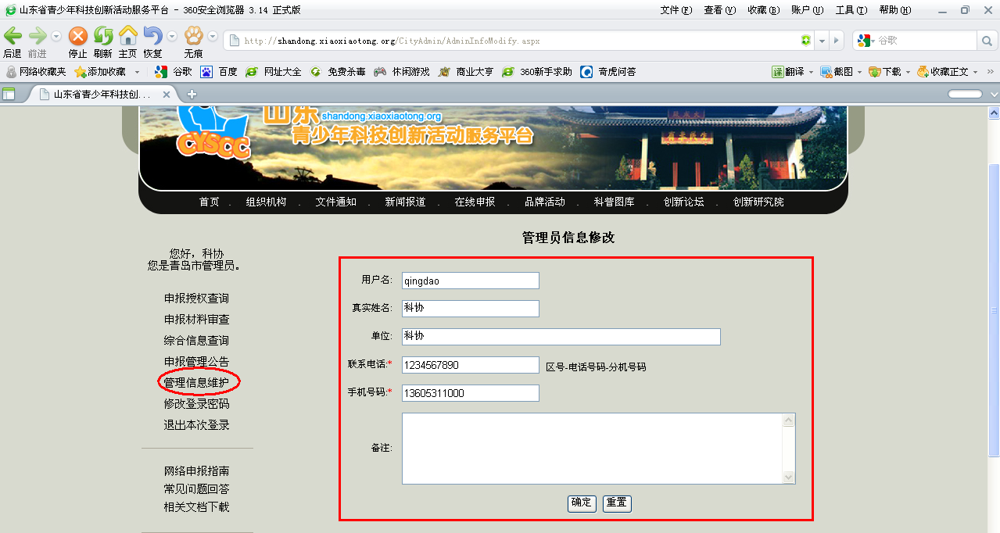 山东省青少年科技创新活动服务平台 - 360安全浏览器 3.14 正式版
文件(F) 查看(V) 收藏(B) 账户(U) 工具(T) 帮助(H)
后退 前进 停止 刷新 主页 恢复 无痕
http://shandong.xiaoxiaotong.org/CityAdmin/AdminInfoModify.aspx
谷歌
网络收藏夹 添加收藏 谷歌 百度 网址大全 免费杀毒 休闲游戏 商业大亨 360新手求助 奇虎问答
译 翻译 截图 下载 收藏正文 »
山东省青少年科技创...
山东 shandong.xiaoxiaotong.org
青少年科技创新活动服务平台
CYSCC
首页 . 组织机构 . 文件通知 . 新闻报道 . 在线申报 . 品牌活动 . 科普图库 . 创新论坛 . 创新研究院
您好，科协
您是青岛市管理员。
申报授权查询
申报材料审查
综合信息查询
申报管理公告
管理信息维护
修改登录密码
退出本次登录
网络申报指南
常见问题回答
相关文档下载
管理员信息修改
用户名: qingdao
真实姓名: 科协
单位: 科协
联系电话:* 1234567890 区号-电话号码-分机号码
手机号码:* 13605311000
备注:
确定 重置